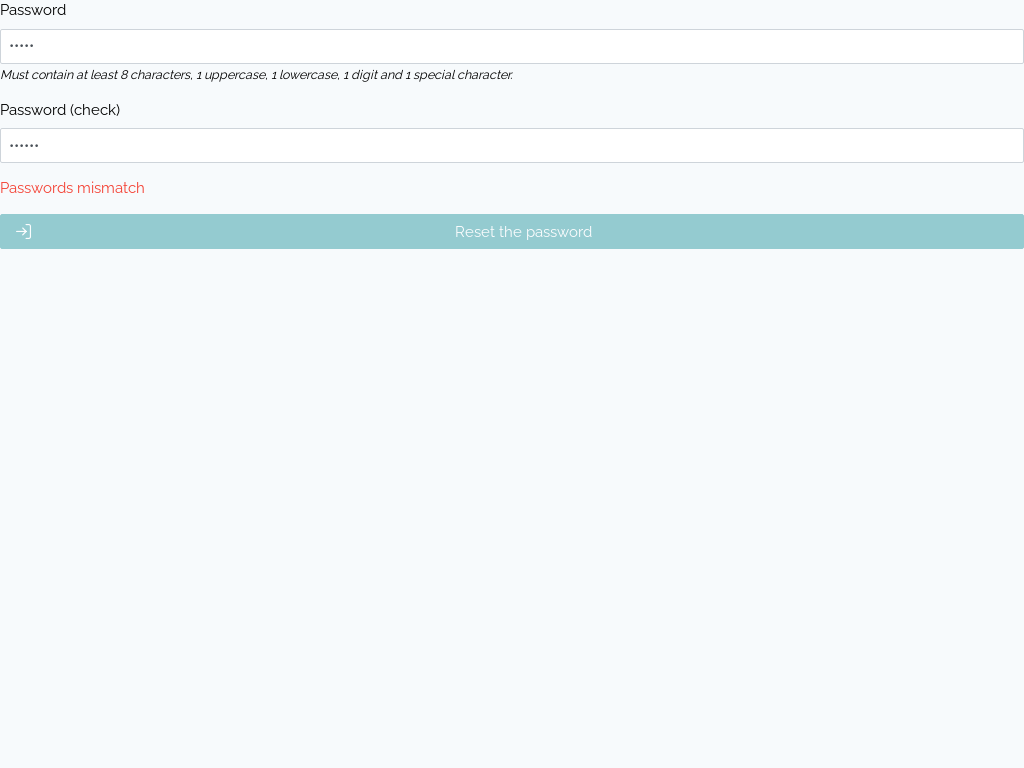 Password
•••••
Must contain at least 8 characters, 1 uppercase, 1 lowercase, 1 digit and 1 special character.
Password (check)
••••••
Passwords mismatch
Reset the password